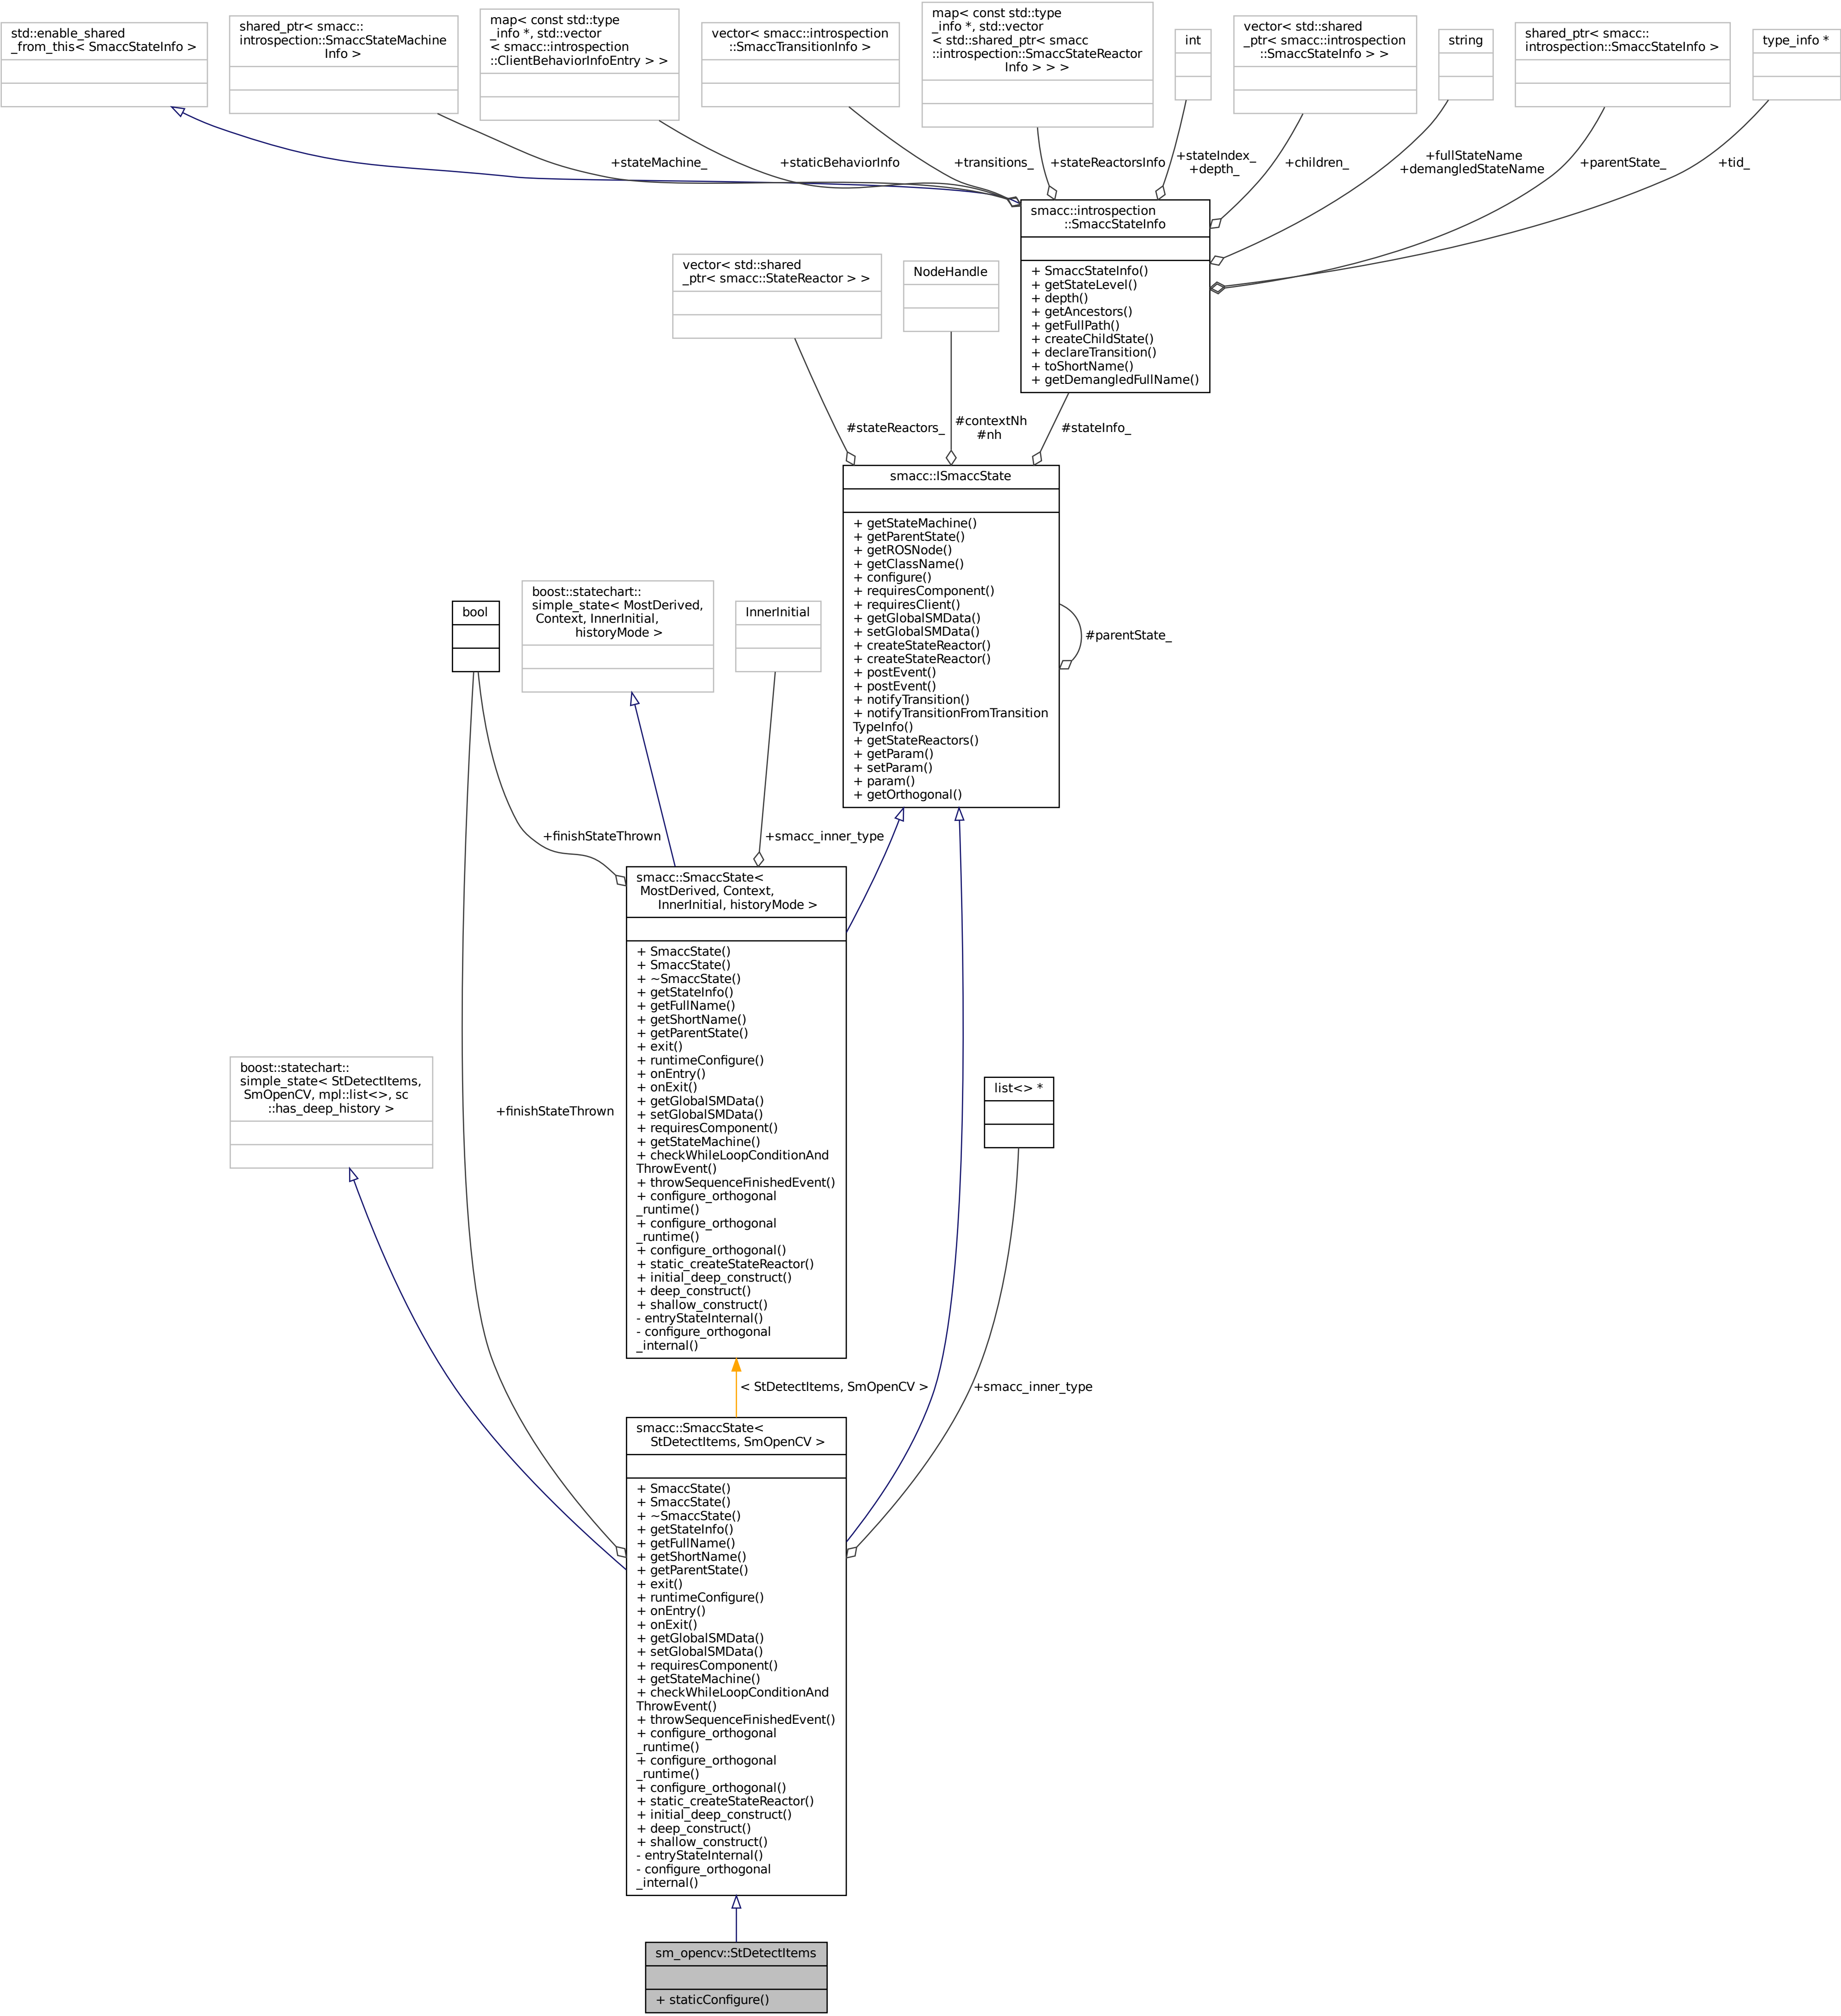 std::enable_shared
_from_this< SmaccStateInfo >
shared_ptr< smacc::
introspection::SmaccStateMachine
Info >
map< const std::type
_info *, std::vector
< smacc::introspection
::ClientBehaviorInfoEntry > >
vector< smacc::introspection
::SmaccTransitionInfo >
map< const std::type
_info *, std::vector
< std::shared_ptr< smacc
::introspection::SmaccStateReactor
Info > > >
int
vector< std::shared
_ptr< smacc::introspection
::SmaccStateInfo > >
string
shared_ptr< smacc::
introspection::SmaccStateInfo >
type_info *
+stateMachine_
+staticBehaviorInfo
+transitions_
+stateReactorsInfo
+stateIndex_
+depth_
+children_
+fullStateName
+demangledStateName
+parentState_
+tid_
smacc::introspection
::SmaccStateInfo
+ SmaccStateInfo()
+ getStateLevel()
+ depth()
+ getAncestors()
+ getFullPath()
+ createChildState()
+ declareTransition()
+ toShortName()
+ getDemangledFullName()
vector< std::shared
_ptr< smacc::StateReactor > >
NodeHandle
#stateReactors_
#contextNh
#nh
#stateInfo_
smacc::ISmaccState
+ getStateMachine()
+ getParentState()
+ getROSNode()
+ getClassName()
+ configure()
+ requiresComponent()
+ requiresClient()
+ getGlobalSMData()
+ setGlobalSMData()
+ createStateReactor()
+ createStateReactor()
+ postEvent()
+ postEvent()
+ notifyTransition()
+ notifyTransitionFromTransition
TypeInfo()
+ getStateReactors()
+ getParam()
+ setParam()
+ param()
+ getOrthogonal()
#parentState_
bool
boost::statechart::
simple_state< MostDerived,
Context, InnerInitial,
historyMode >
InnerInitial
+finishStateThrown
+smacc_inner_type
smacc::SmaccState<
MostDerived, Context,
InnerInitial, historyMode >
+ SmaccState()
+ SmaccState()
+ ~SmaccState()
+ getStateInfo()
+ getFullName()
+ getShortName()
+ getParentState()
+ exit()
+ runtimeConfigure()
+ onEntry()
+ onExit()
+ getGlobalSMData()
+ setGlobalSMData()
+ requiresComponent()
+ getStateMachine()
+ checkWhileLoopConditionAnd
ThrowEvent()
+ throwSequenceFinishedEvent()
+ configure_orthogonal
_runtime()
+ configure_orthogonal
_runtime()
+ configure_orthogonal()
+ static_createStateReactor()
+ initial_deep_construct()
+ deep_construct()
+ shallow_construct()
- entryStateInternal()
- configure_orthogonal
_internal()
boost::statechart::
simple_state< StDetectItems,
SmOpenCV, mpl::list<>, sc
::has_deep_history >
+finishStateThrown
list<> *
< StDetectItems, SmOpenCV >
+smacc_inner_type
smacc::SmaccState<
StDetectItems, SmOpenCV >
+ SmaccState()
+ SmaccState()
+ ~SmaccState()
+ getStateInfo()
+ getFullName()
+ getShortName()
+ getParentState()
+ exit()
+ runtimeConfigure()
+ onEntry()
+ onExit()
+ getGlobalSMData()
+ setGlobalSMData()
+ requiresComponent()
+ getStateMachine()
+ checkWhileLoopConditionAnd
ThrowEvent()
+ throwSequenceFinishedEvent()
+ configure_orthogonal
_runtime()
+ configure_orthogonal
_runtime()
+ configure_orthogonal()
+ static_createStateReactor()
+ initial_deep_construct()
+ deep_construct()
+ shallow_construct()
- entryStateInternal()
- configure_orthogonal
_internal()
sm_opencv::StDetectItems
+ staticConfigure()